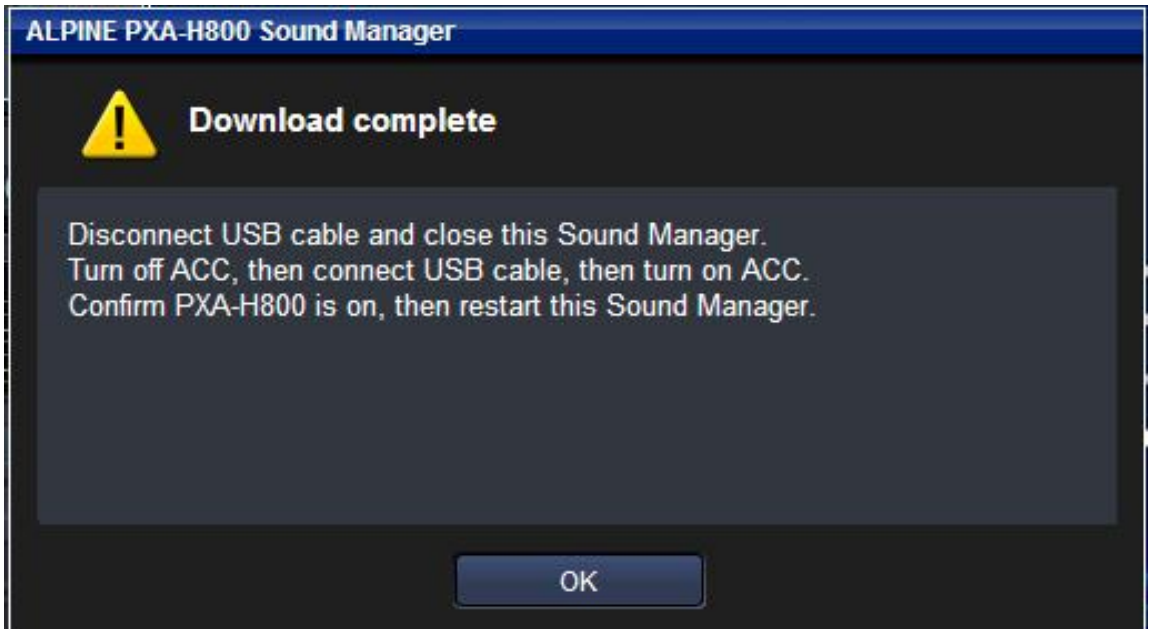 ALPINE PXA-H800 Sound Manager
Download complete
Disconnect USB cable and close this Sound Manager.
Turn off ACC, then connect USB cable, then turn on ACC.
Confirm PXA-H800 is on, then restart this Sound Manager.
OK